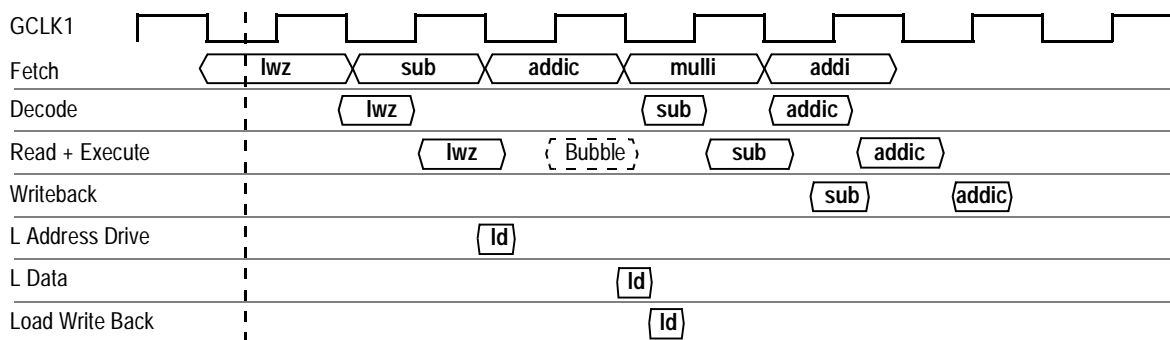 GCLK1
Fetch lwz sub addic mulli addi
Decode lwz sub addic
Read + Execute lwz Bubble sub addic
Writeback sub addic
L Address Drive ld
L Data ld
Load Write Back ld